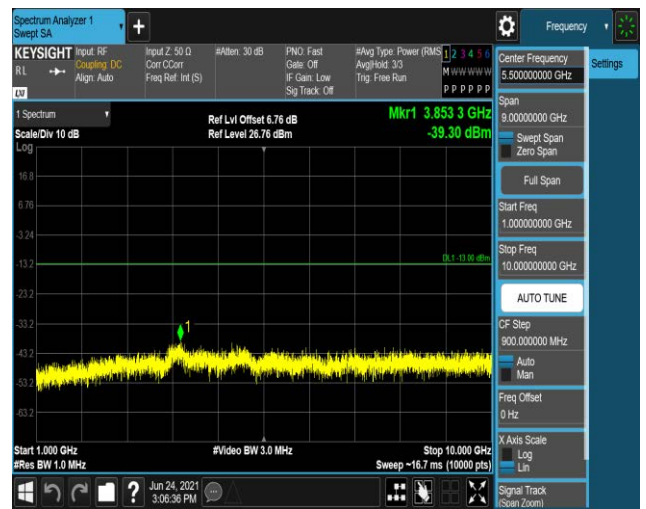 Spectrum Analyzer 1
Swept SA
+
Frequency
KEYSIGHT
RL
LXI
Input: RF
Coupling: DC
Align: Auto
Input Z: 50 Ω
Corr CCorr
Freq Ref: Int (S)
#Atten: 30 dB
PNO: Fast
Gate: Off
IF Gain: Low
Sig Track: Off
#Avg Type: Power (RMS
Avg|Hold: 3/3
Trig: Free Run
1 2 3 4 5 6
M W W W W W
P P P P P P
Center Frequency
5.500000000 GHz
Settings
1 Spectrum
Scale/Div 10 dB
Log
Ref Lvl Offset 6.76 dB
Ref Level 26.76 dBm
Mkr1 3.853 3 GHz
-39.30 dBm
Span
9.00000000 GHz
Swept Span
Zero Span
Full Span
Start Freq
1.000000000 GHz
Stop Freq
10.000000000 GHz
AUTO TUNE
CF Step
900.000000 MHz
Auto
Man
Freq Offset
0 Hz
X Axis Scale
Log
Lin
Signal Track
(Span Zoom)
16.8
6.76
-3.24
-13.2
DL1 -13.00 dBm
-23.2
-33.2
1
-43.2
-53.2
-63.2
Start 1.000 GHz
#Res BW 1.0 MHz
#Video BW 3.0 MHz
Stop 10.000 GHz
Sweep ~16.7 ms (10000 pts)
?
Jun 24, 2021
3:06:36 PM